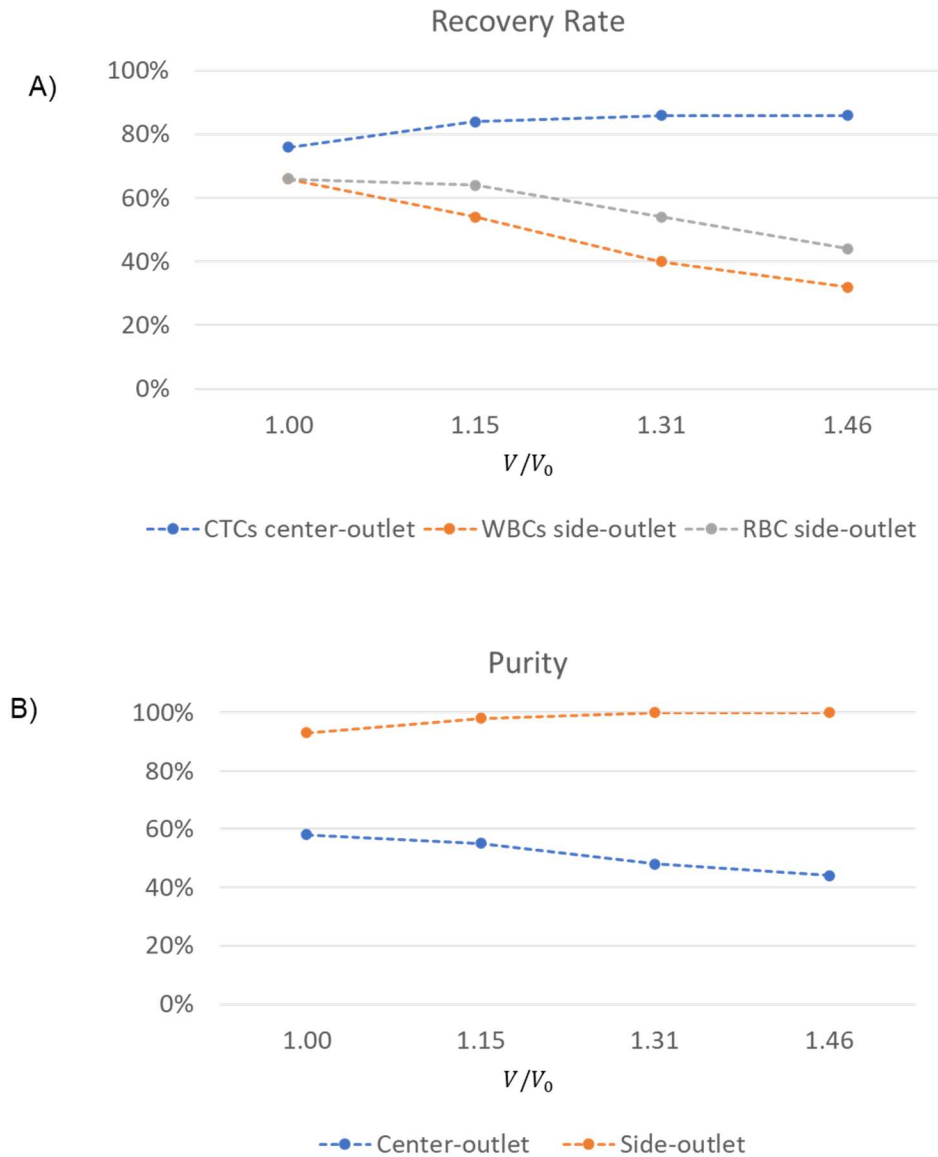 Recovery Rate
A)
100%
80%
60%
40%
20%
0%
1.00 1.15 1.31 1.46
V/V₀
CTCs center-outlet WBCs side-outlet RBC side-outlet
Purity
B)
100%
80%
60%
40%
20%
0%
1.00 1.15 1.31 1.46
V/V₀
Center-outlet Side-outlet